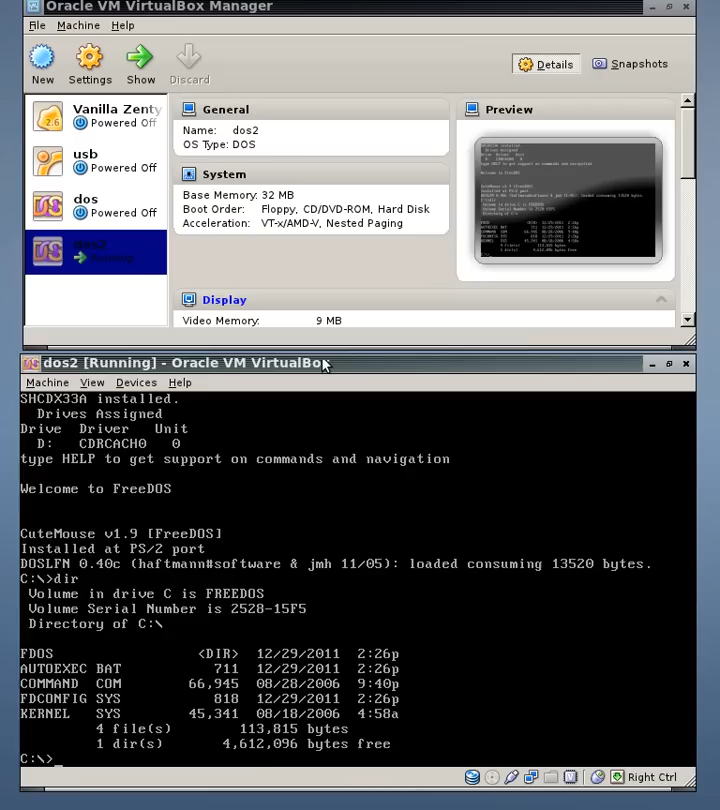 Oracle VM VirtualBox Manager
File Machine Help
New Settings Show Discard
Details Snapshots
Vanilla Zenty
2.6
Powered Off
usb
Powered Off
dos
Powered Off
dos2
Running
General
Name: dos2
OS Type: DOS
System
Base Memory: 32 MB
Boot Order: Floppy, CD/DVD-ROM, Hard Disk
Acceleration: VT-x/AMD-V, Nested Paging
Display
Video Memory: 9 MB
Preview
dos2 [Running] - Oracle VM VirtualBox
Machine View Devices Help
SHCDX33A installed.
Drives Assigned
Drive Driver Unit
D: CDRCACH0 0
type HELP to get support on commands and navigation
Welcome to FreeDOS
CuteMouse v1.9 [FreeDOS]
Installed at PS/2 port
DOSLFN 0.40c (haftmann#software & jmh 11/05): loaded consuming 13520 bytes.
C:\>dir
Volume in drive C is FREEDOS
Volume Serial Number is 2528-15F5
Directory of C:\
FDOS <DIR> 12/29/2011 2:26p
AUTOEXEC BAT 711 12/29/2011 2:26p
COMMAND COM 66,945 08/28/2006 9:40p
FDCONFIG SYS 818 12/29/2011 2:26p
KERNEL SYS 45,341 08/18/2006 4:58a
4 file(s) 113,815 bytes
1 dir(s) 4,612,096 bytes free
C:\>_
Right Ctrl